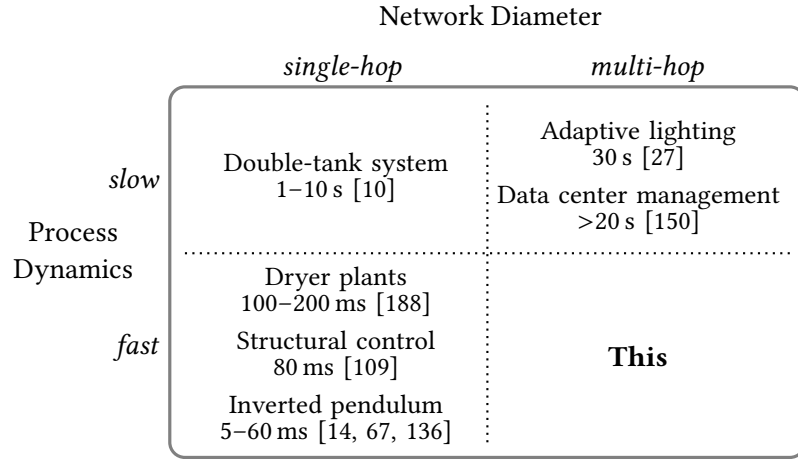 Network Diameter
single-hop
multi-hop
slow
Double-tank system
1–10 s [10]
Adaptive lighting
30 s [27]
Data center management
>20 s [150]
Process
Dynamics
fast
Dryer plants
100–200 ms [188]
Structural control
80 ms [109]
Inverted pendulum
5–60 ms [14, 67, 136]
This